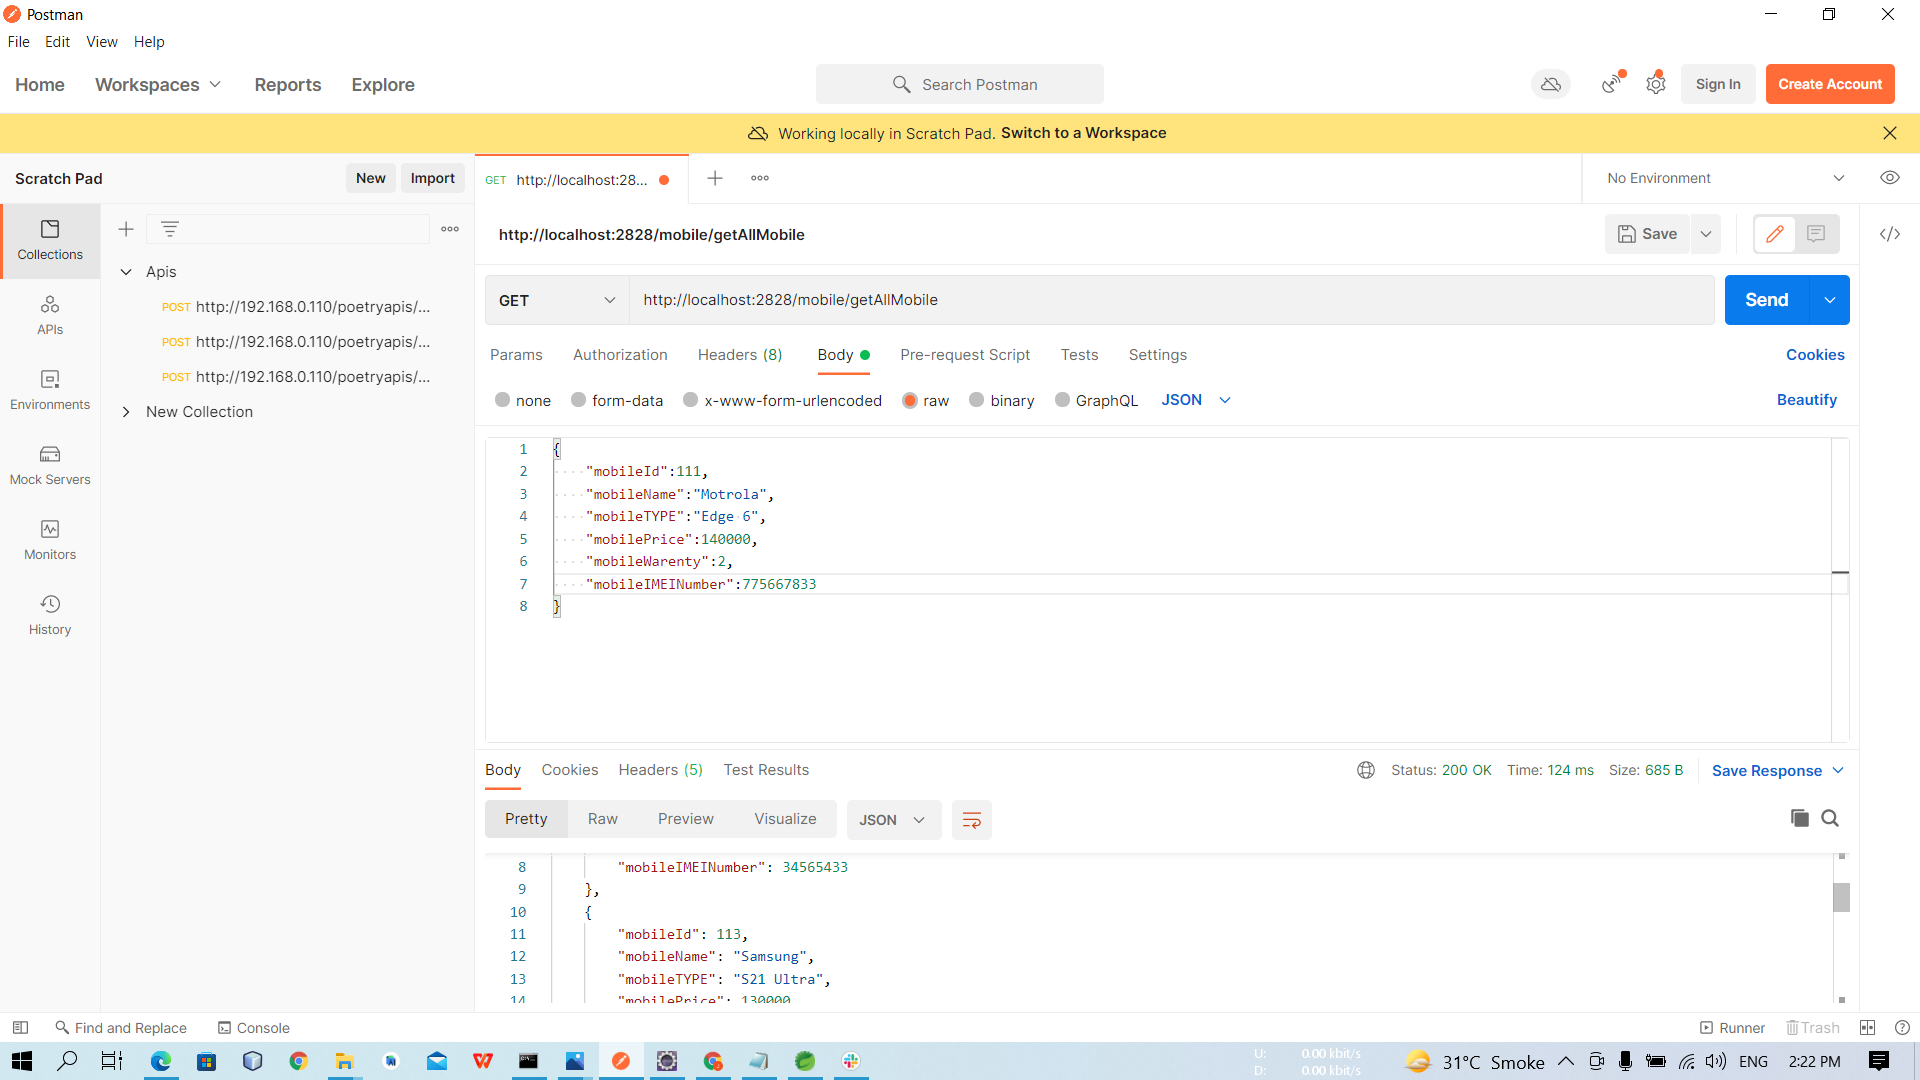 Postman
File Edit View Help
Home Workspaces Reports Explore Search Postman Sign In Create Account
Working locally in Scratch Pad. Switch to a Workspace
Scratch Pad New Import GET http://localhost:28... No Environment
http://localhost:2828/mobile/getAllMobile Save
Collections
Apis
POST http://192.168.0.110/poetryapis/...
POST http://192.168.0.110/poetryapis/...
POST http://192.168.0.110/poetryapis/...
New Collection
APIs
Environments
Mock Servers
Monitors
History
GET http://localhost:2828/mobile/getAllMobile Send
Params Authorization Headers (8) Body Pre-request Script Tests Settings Cookies
none form-data x-www-form-urlencoded raw binary GraphQL JSON Beautify
1 {
2 "mobileId":111,
3 "mobileName":"Motrola",
4 "mobileTYPE":"Edge 6",
5 "mobilePrice":140000,
6 "mobileWarenty":2,
7 "mobileIMEINumber":775667833
8 }
Body Cookies Headers (5) Test Results Status: 200 OK Time: 124 ms Size: 685 B Save Response
Pretty Raw Preview Visualize JSON
8 "mobileIMEINumber": 34565433
9 },
10 {
11 "mobileId": 113,
12 "mobileName": "Samsung",
13 "mobileTYPE": "S21 Ultra",
14 "mobilePrice": 130000
Find and Replace Console Runner Trash
U: 0.00 kbit/s
D: 0.00 kbit/s
31°C Smoke ENG 2:22 PM